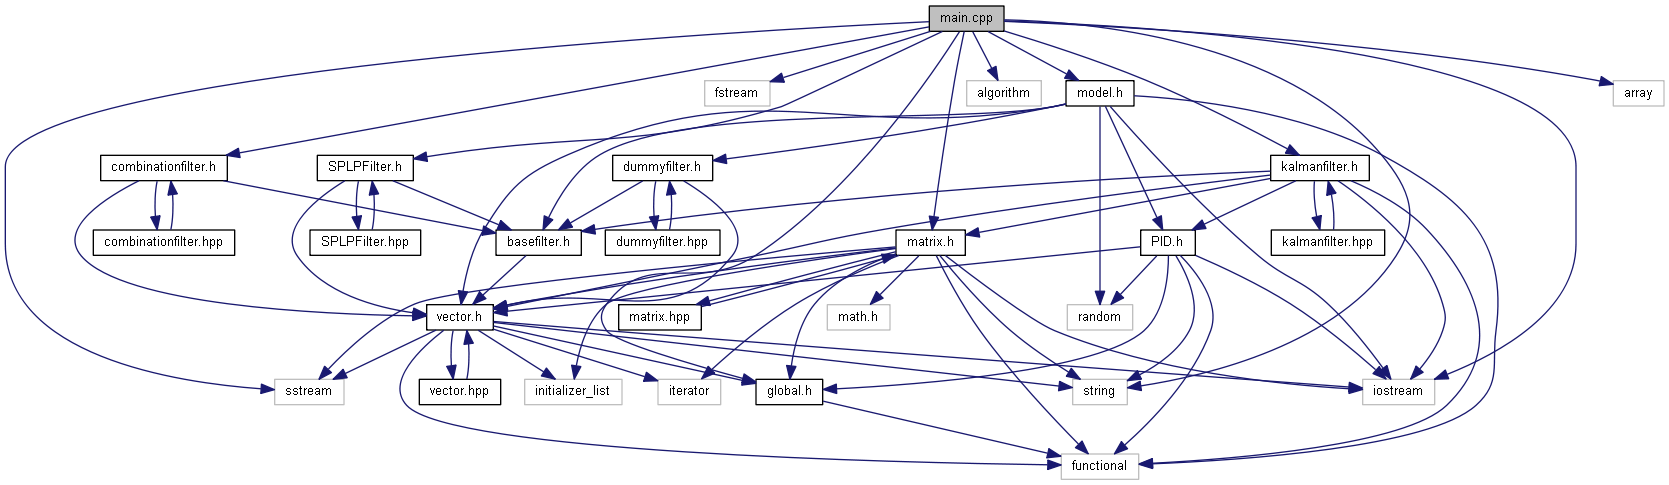 main.cpp
fstream
algorithm
model.h
array
combinationfilter.h
SPLPFilter.h
dummyfilter.h
kalmanfilter.h
combinationfilter.hpp
SPLPFilter.hpp
basefilter.h
dummyfilter.hpp
matrix.h
PID.h
kalmanfilter.hpp
vector.h
matrix.hpp
math.h
random
sstream
vector.hpp
initializer_list
iterator
global.h
string
iostream
functional